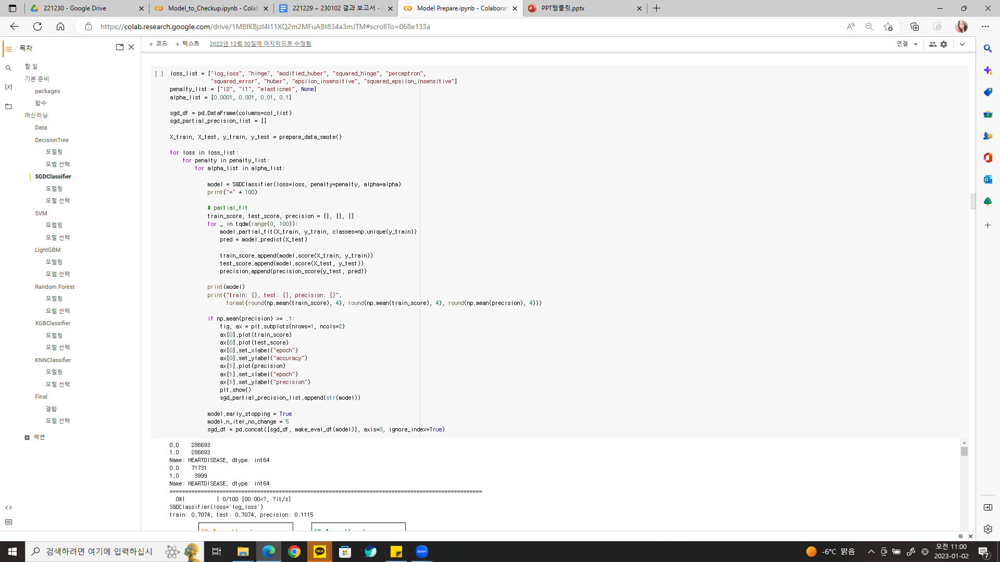 221230 - Google Drive
Model_to_Checkup.ipynb - Colab
221229 ~ 230102 결과 보고서 - G
Model Prepare.ipynb - Colaborat
PPT템플릿.pptx
https://colab.research.google.com/drive/1MBfKBjzI4I11XQ2m2MFuABt834a3mJTM#scrollTo=068e133a
목차
+ 코드
+ 텍스트
2022년 12월 30일에 마지막으로 수정됨
연결
할 일
기본 준비
packages
함수
머신러닝
Data
DecisionTree
모델링
모델 선택
SGDClassifier
모델링
모델 선택
SVM
모델링
모델 선택
LightGBM
모델링
모델 선택
Random Forest
모델링
모델 선택
XGBClassifier
모델링
모델 선택
KNNClassifier
모델링
모델 선택
Final
결합
모델 선택
섹션
{x}
[ ] loss_list = ["log_loss", "hinge", "modified_huber", "squared_hinge", "perceptron",
"squared_error", "huber", "epsilon_insensitive", "squared_epsilon_insensitive"]
penalty_list = ["l2", "l1", "elasticnet", None]
alpha_list = [0.0001, 0.001, 0.01, 0.1]
sgd_df = pd.DataFrame(columns=col_list)
sgd_partial_precision_list = []
X_train, X_test, y_train, y_test = prepare_data_smote()
for loss in loss_list:
for penalty in penalty_list:
for alpha_list in alpha_list:
model = SGDClassifier(loss=loss, penalty=penalty, alpha=alpha)
print("=" * 100)
# partial_fit
train_score, test_score, precision = [], [], []
for _ in tqdm(range(0, 100)):
model.partial_fit(X_train, y_train, classes=np.unique(y_train))
pred = model.predict(X_test)
train_score.append(model.score(X_train, y_train))
test_score.append(model.score(X_test, y_test))
precision.append(precision_score(y_test, pred))
print(model)
print("train: {}, test: {}, precision: {}".
format(round(np.mean(train_score), 4), round(np.mean(train_score), 4), round(np.mean(precision), 4)))
if np.mean(precision) >= .1:
fig, ax = plt.subplots(nrows=1, ncols=2)
ax[0].plot(train_score)
ax[0].plot(test_score)
ax[0].set_xlabel("epoch")
ax[0].set_ylabel("accuracy")
ax[1].plot(precision)
ax[1].set_xlabel("epoch")
ax[1].set_ylabel("precision")
plt.show()
sgd_partial_precision_list.append(str(model))
model.early_stopping = True
model.n_iter_no_change = 5
sgd_df = pd.concat([sgd_df, make_eval_df(model)], axis=0, ignore_index=True)
0.0 286693
1.0 286693
Name: HEARTDISEASE, dtype: int64
0.0 71731
1.0 3999
Name: HEARTDISEASE, dtype: int64
====================================================================================================
0%| | 0/100 [00:00<?, ?it/s]
SGDClassifier(loss='log_loss')
train: 0.7074, test: 0.7074, precision: 0.1115
검색하려면 여기에 입력하십시
TALK
zoom
-6°C 맑음
오전 11:00
2023-01-02
7